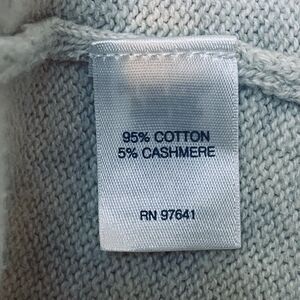 95% COTTON
5% CASHMERE
RN 97641